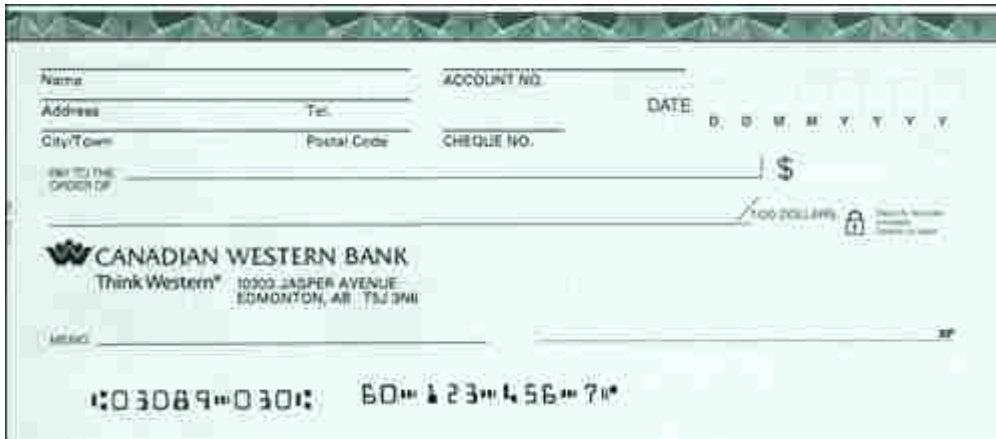 Name ACCOUNT NO.
Address Tel. DATE D D M M Y Y Y Y
City/Town Postal Code CHEQUE NO.
PAY TO THE
ORDER OF $
/100 DOLLARS
CANADIAN WESTERN BANK
Think Western® 10303 JASPER AVENUE
EDMONTON, AB T5J 3N6
MEMO MP
⑆03089⑉030⑆ 60⑉123⑉456⑉7⑈